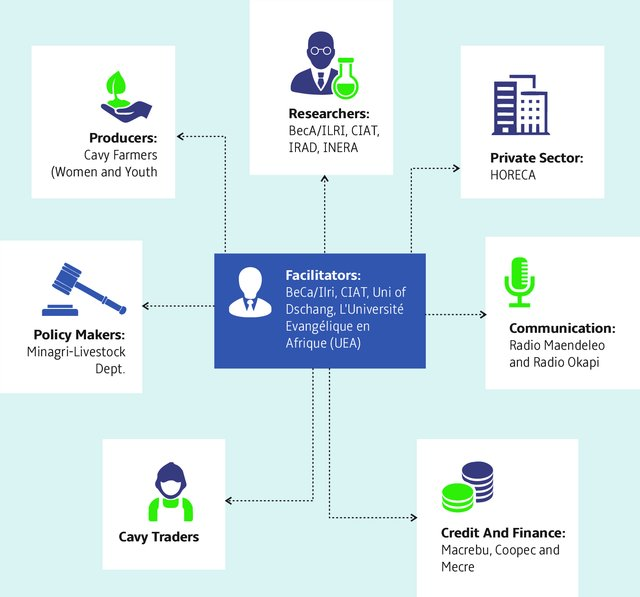 Researchers:
BecA/ILRI, CIAT,
IRAD, INERA
Producers:
Cavy Farmers
(Women and Youth
Private Sector:
HORECA
Facilitators:
BeCa/Ilri, CIAT, Uni of
Dschang, L'Université
Evangélique en
Afrique (UEA)
Policy Makers:
Minagri-Livestock
Dept.
Communication:
Radio Maendeleo
and Radio Okapi
Cavy Traders
Credit And Finance:
Macrebu, Coopec and
Mecre